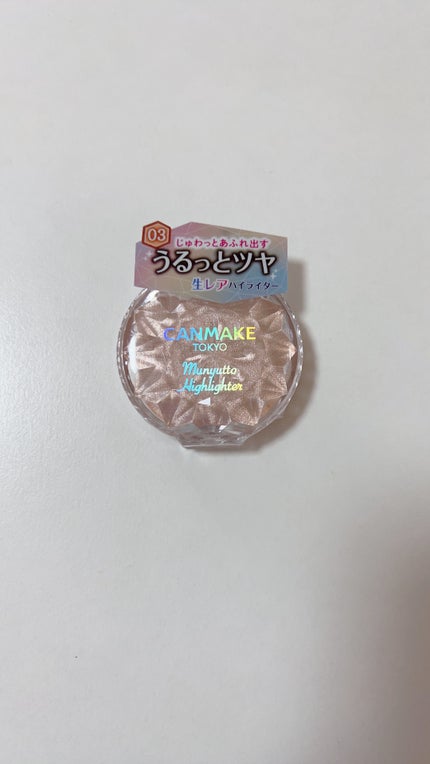 03
じゅわっとあふれ出す
うるっとツヤ
生レアハイライター
CANMAKE
TOKYO
Munyutto
Highlighter